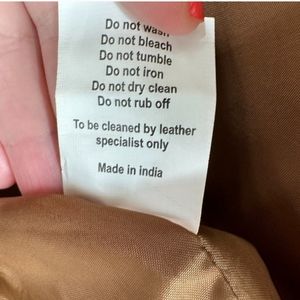 Do not wash
Do not bleach
Do not tumble
Do not iron
Do not dry clean
Do not rub off
To be cleaned by leather
specialist only
Made in india